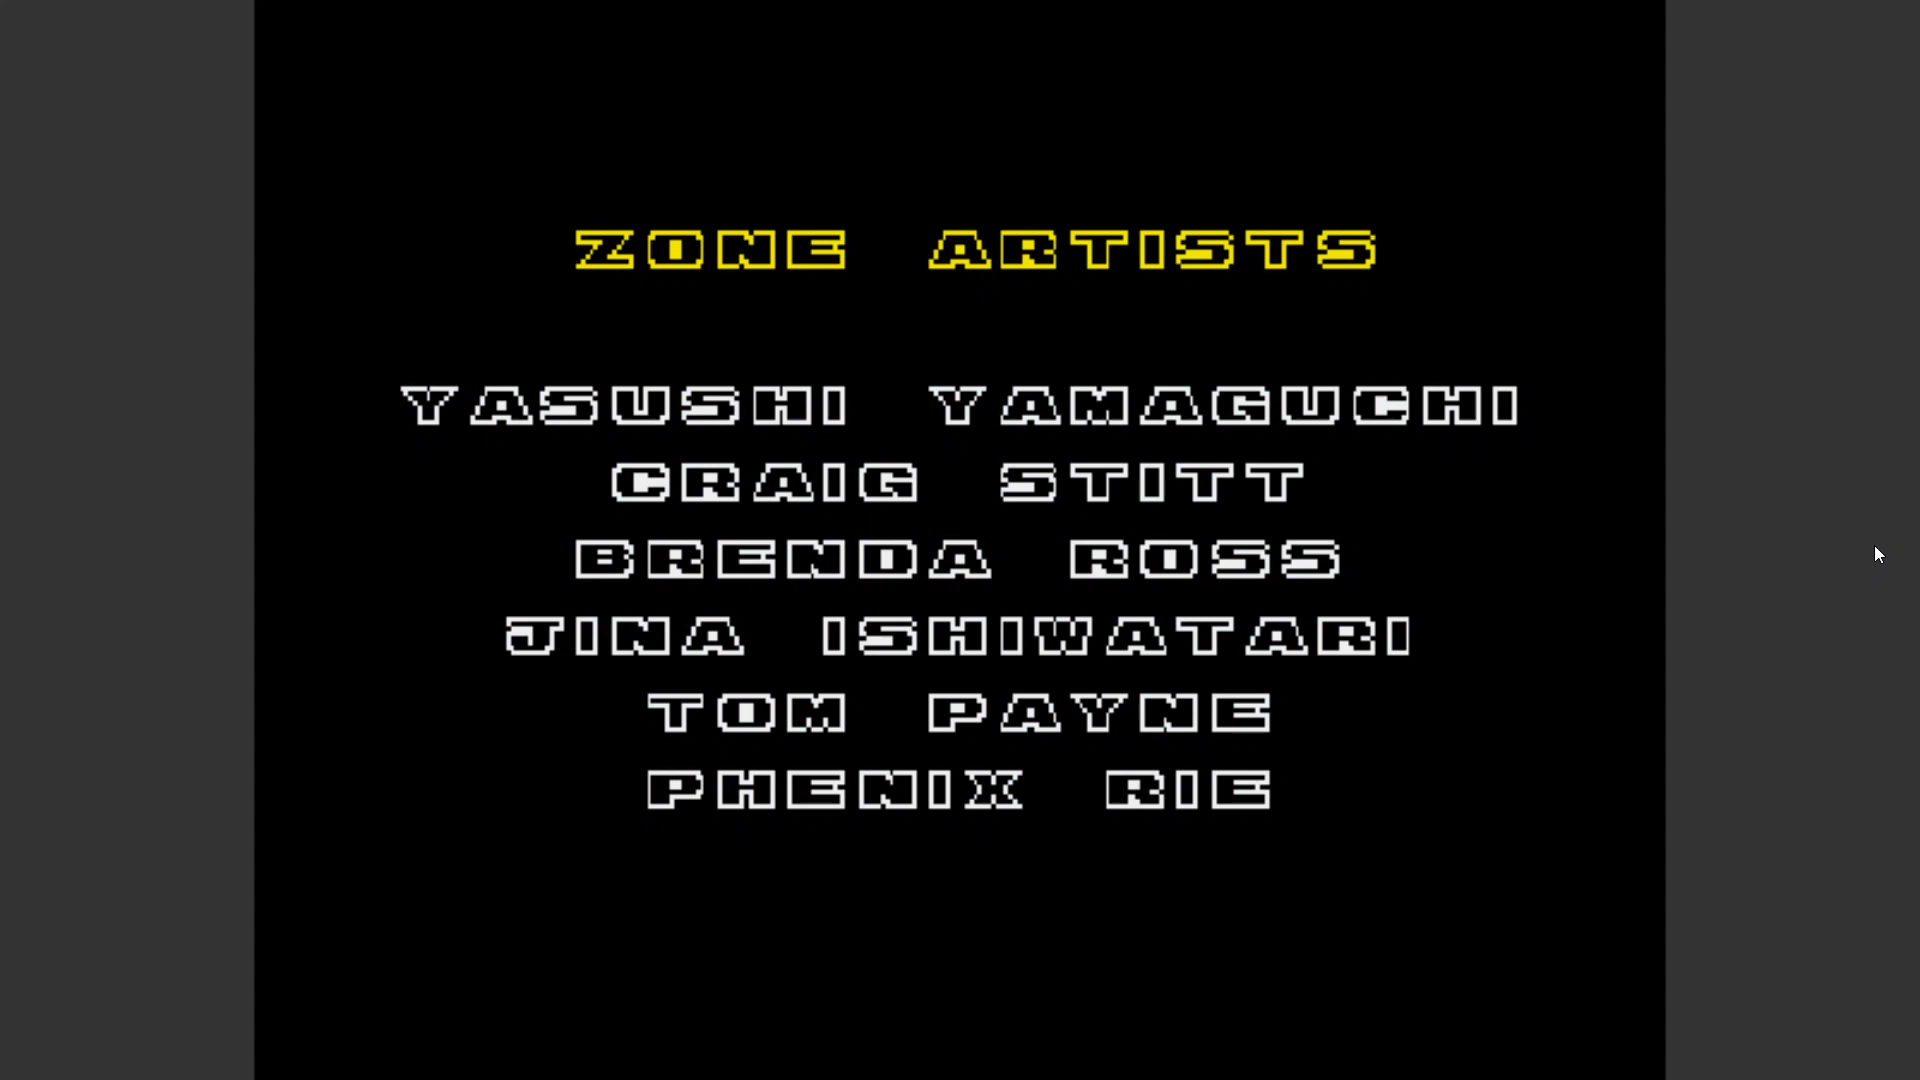 ZONE ARTISTS
YASUSHI YAMAGUCHI
CRAIG STITT
BRENDA ROSS
JINA ISHIWATARI
TOM PAYNE
PHENIX RIE